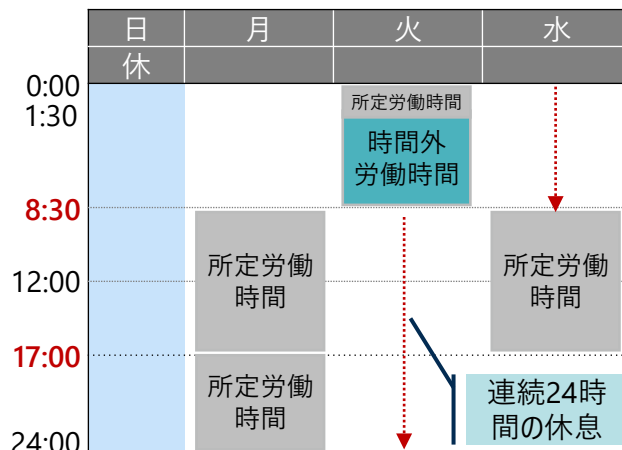 日 月 火 水
休
0:00
1:30
所定労働時間
時間外
労働時間
8:30
所定労働
時間
所定労働
時間
12:00
17:00
所定労働
時間
連続24時
間の休息
24:00